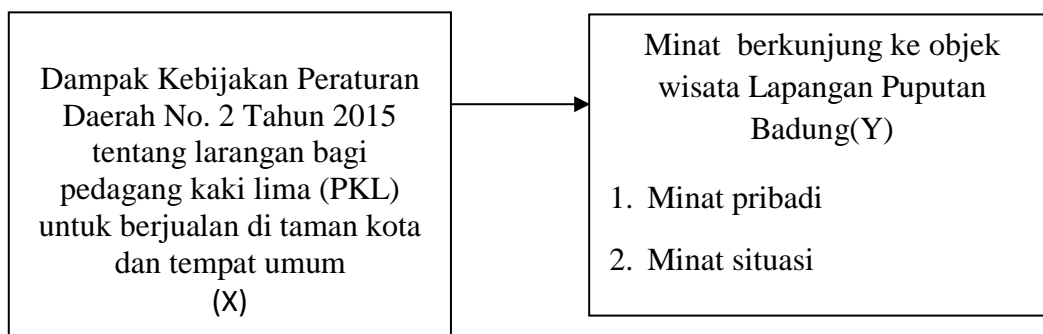 Dampak Kebijakan Peraturan
Daerah No. 2 Tahun 2015
tentang larangan bagi
pedagang kaki lima (PKL)
untuk berjualan di taman kota
dan tempat umum
(X)
Minat berkunjung ke objek
wisata Lapangan Puputan
Badung(Y)
1. Minat pribadi
2. Minat situasi